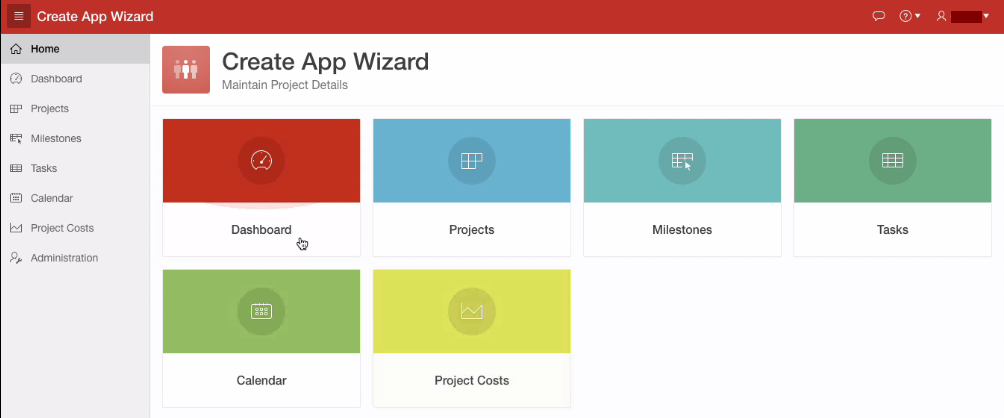 Create App Wizard
Home
Dashboard
Projects
Milestones
Tasks
Calendar
Project Costs
Administration
Create App Wizard
Maintain Project Details
Dashboard
Projects
Milestones
Tasks
Calendar
Project Costs